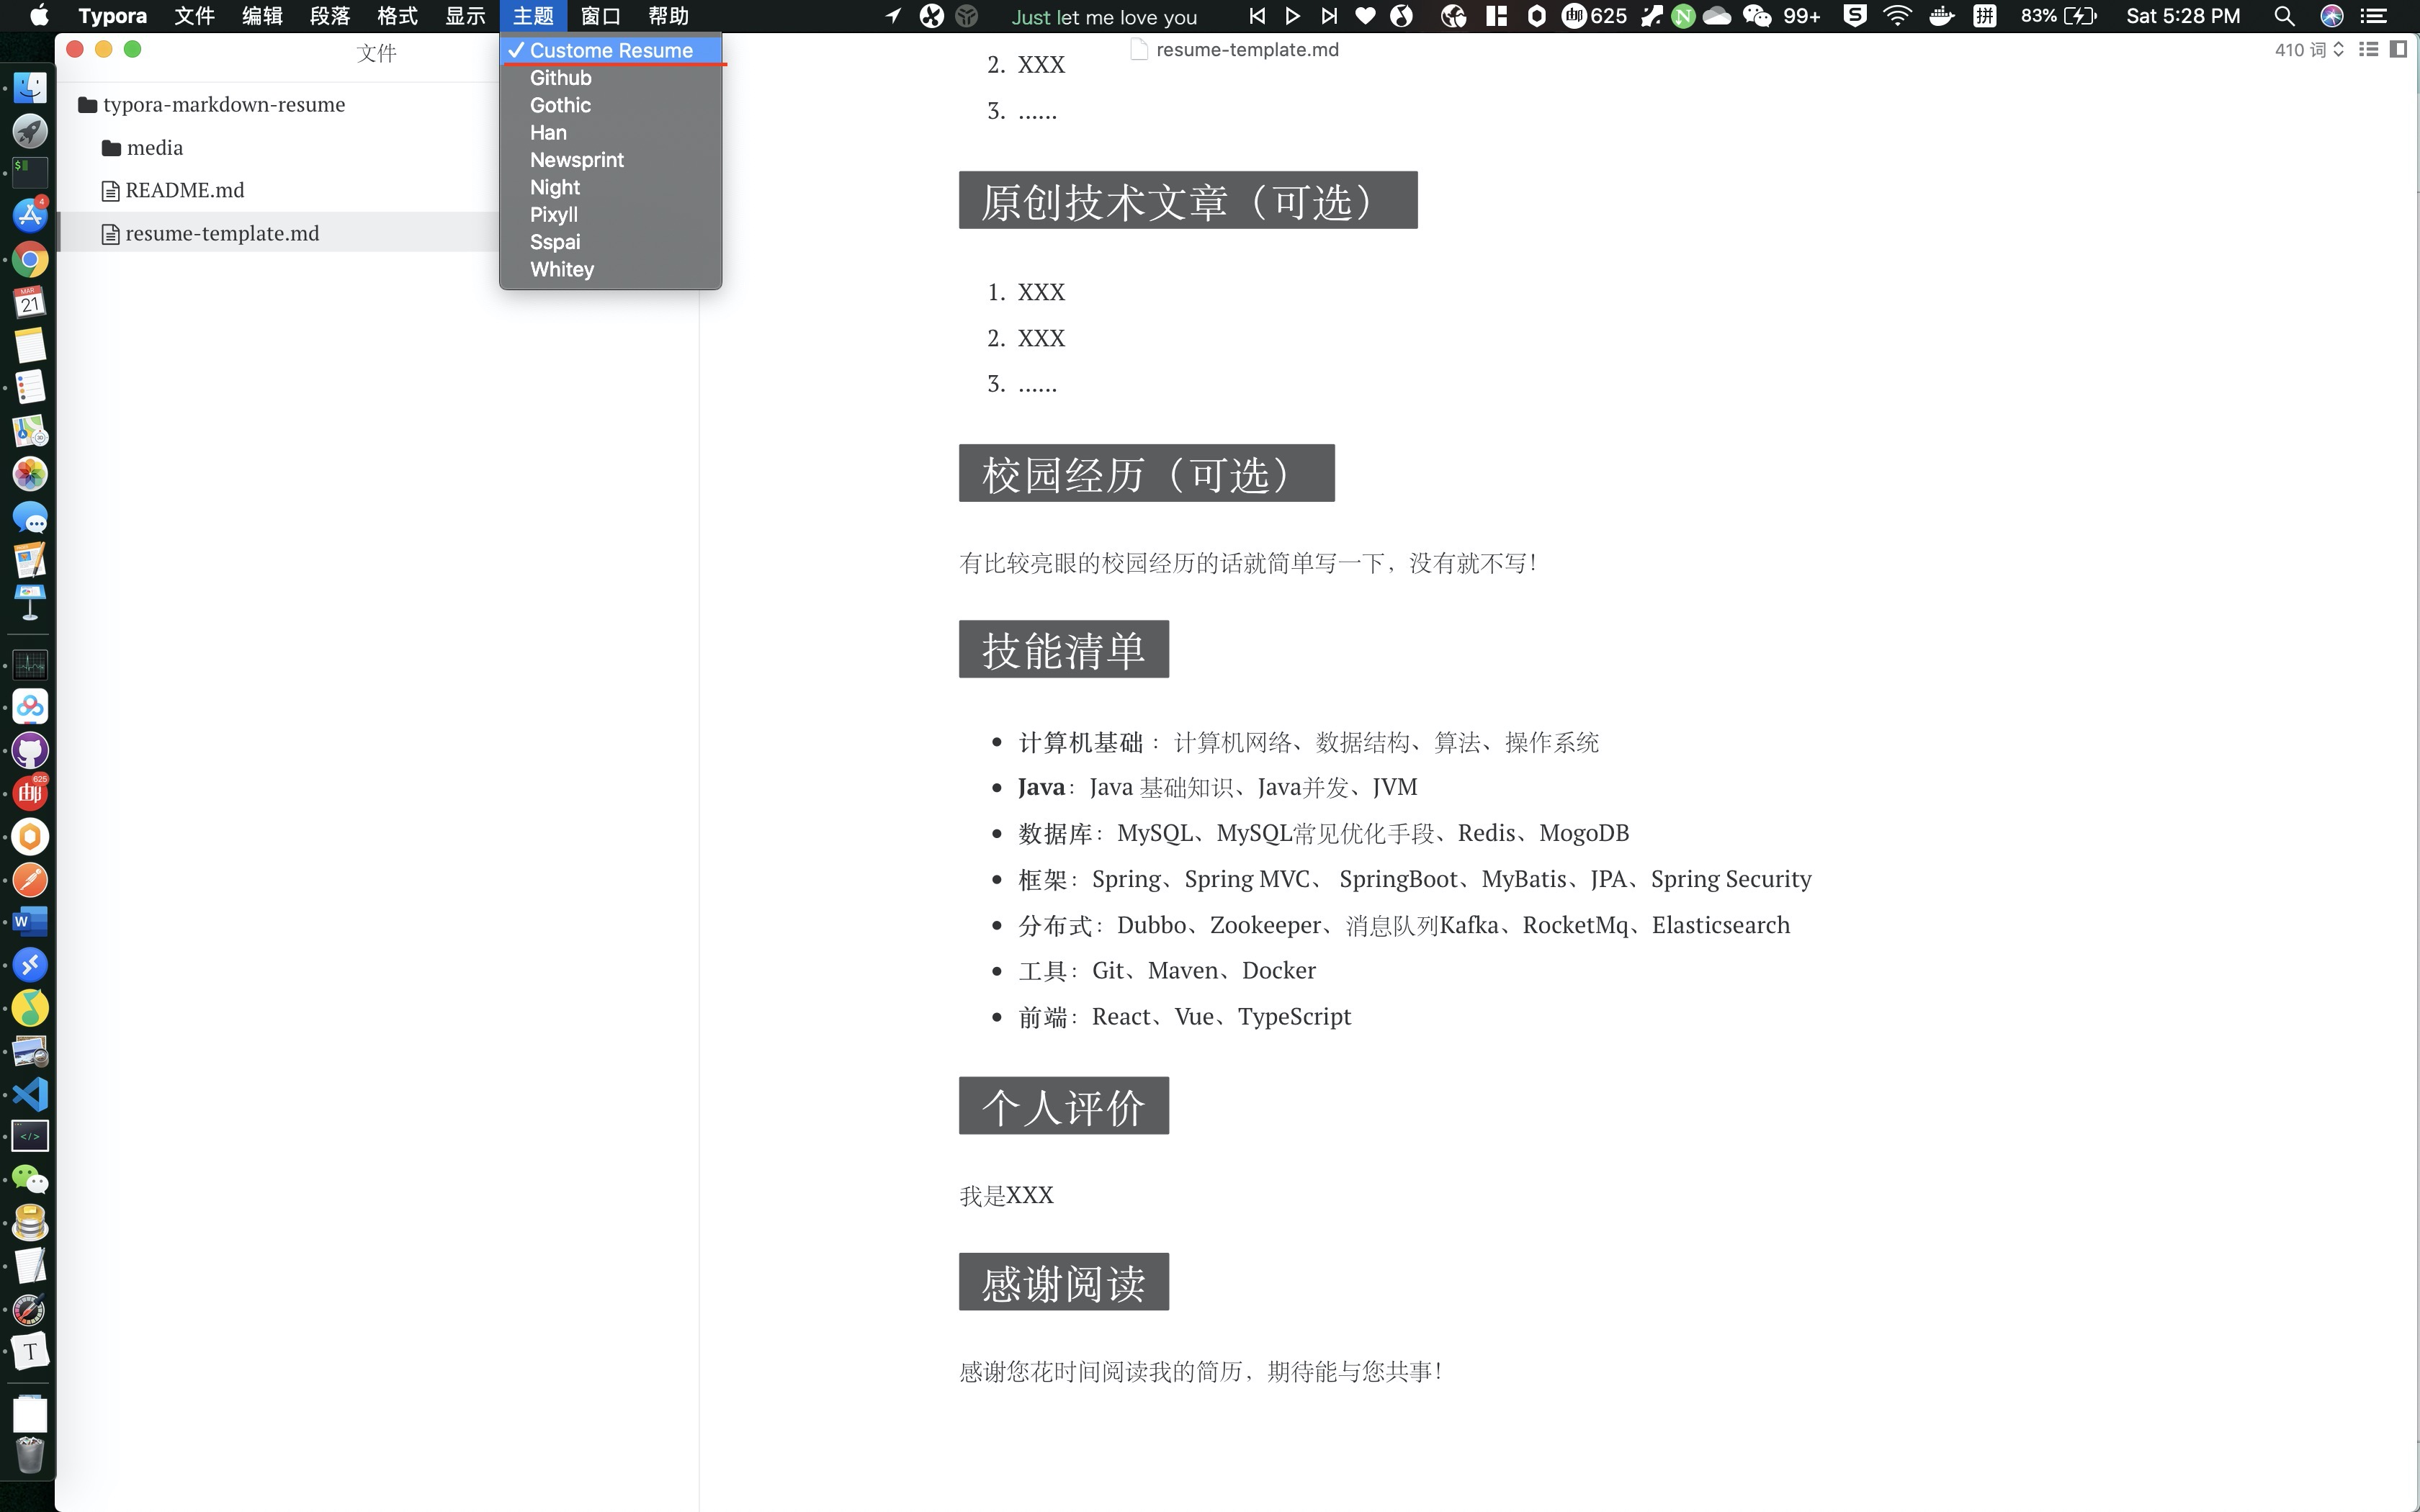 Typora 文件 编辑 段落 格式 显示 主题 窗口 帮助 Just let me love you 邮 625 N 99+ S 拼 83% Sat 5:28 PM
文件
typora-markdown-resume
media
README.md
resume-template.md
✓ Custome Resume
Github
Gothic
Han
Newsprint
Night
Pixyll
Sspai
Whitey
resume-template.md
410 词
2. XXX
3. ......
原创技术文章（可选）
1. XXX
2. XXX
3. ......
校园经历（可选）
有比较亮眼的校园经历的话就简单写一下，没有就不写！
技能清单
• 计算机基础： 计算机网络、数据结构、算法、操作系统
• Java：Java 基础知识、Java并发、JVM
• 数据库：MySQL、MySQL常见优化手段、Redis、MogoDB
• 框架：Spring、Spring MVC、 SpringBoot、MyBatis、JPA、Spring Security
• 分布式：Dubbo、Zookeeper、消息队列Kafka、RocketMq、Elasticsearch
• 工具：Git、Maven、Docker
• 前端：React、Vue、TypeScript
个人评价
我是XXX
感谢阅读
感谢您花时间阅读我的简历，期待能与您共事！
$
4
MAR
21
625
邮
W
</>
T